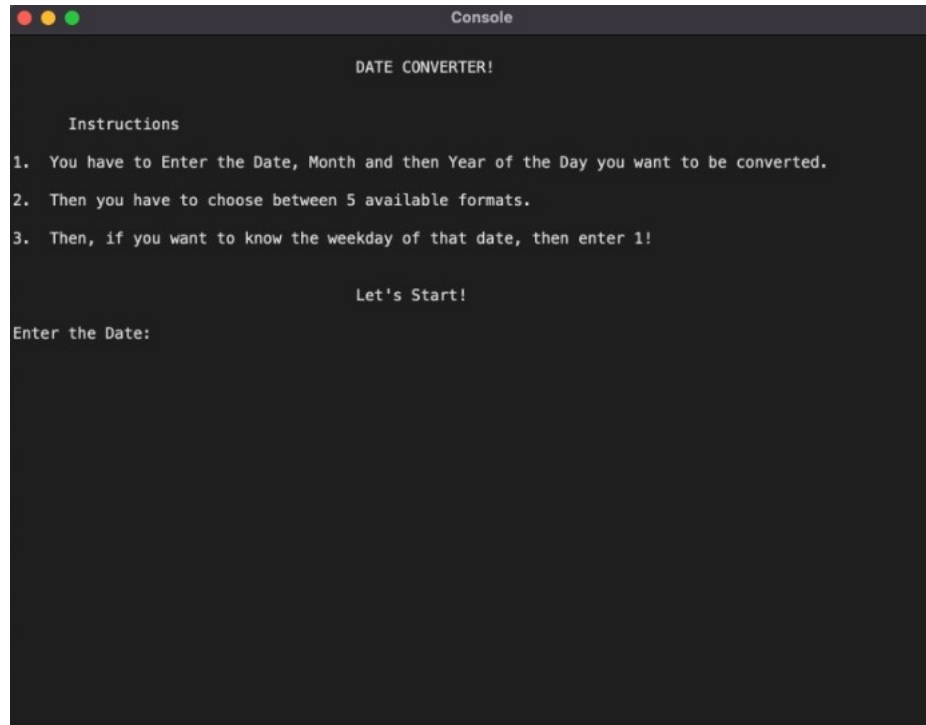 Console
DATE CONVERTER!
Instructions
1. You have to Enter the Date, Month and then Year of the Day you want to be converted.
2. Then you have to choose between 5 available formats.
3. Then, if you want to know the weekday of that date, then enter 1!
Let's Start!
Enter the Date: